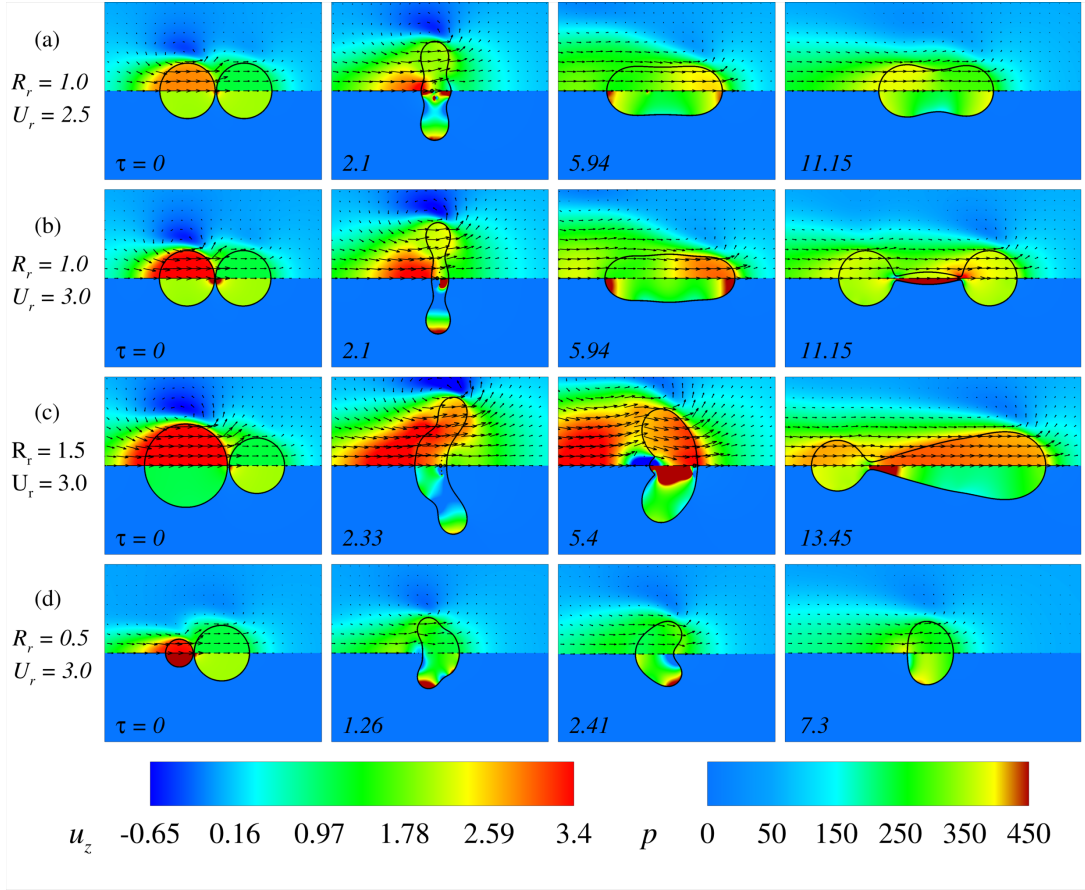 (a)
R_r = 1.0
U_r = 2.5
τ = 0
2.1
5.94
11.15
(b)
R_r = 1.0
U_r = 3.0
τ = 0
2.1
5.94
11.15
(c)
R_r = 1.5
U_r = 3.0
τ = 0
2.33
5.4
13.45
(d)
R_r = 0.5
U_r = 3.0
τ = 0
1.26
2.41
7.3
u_z -0.65 0.16 0.97 1.78 2.59 3.4
p 0 50 150 250 350 450